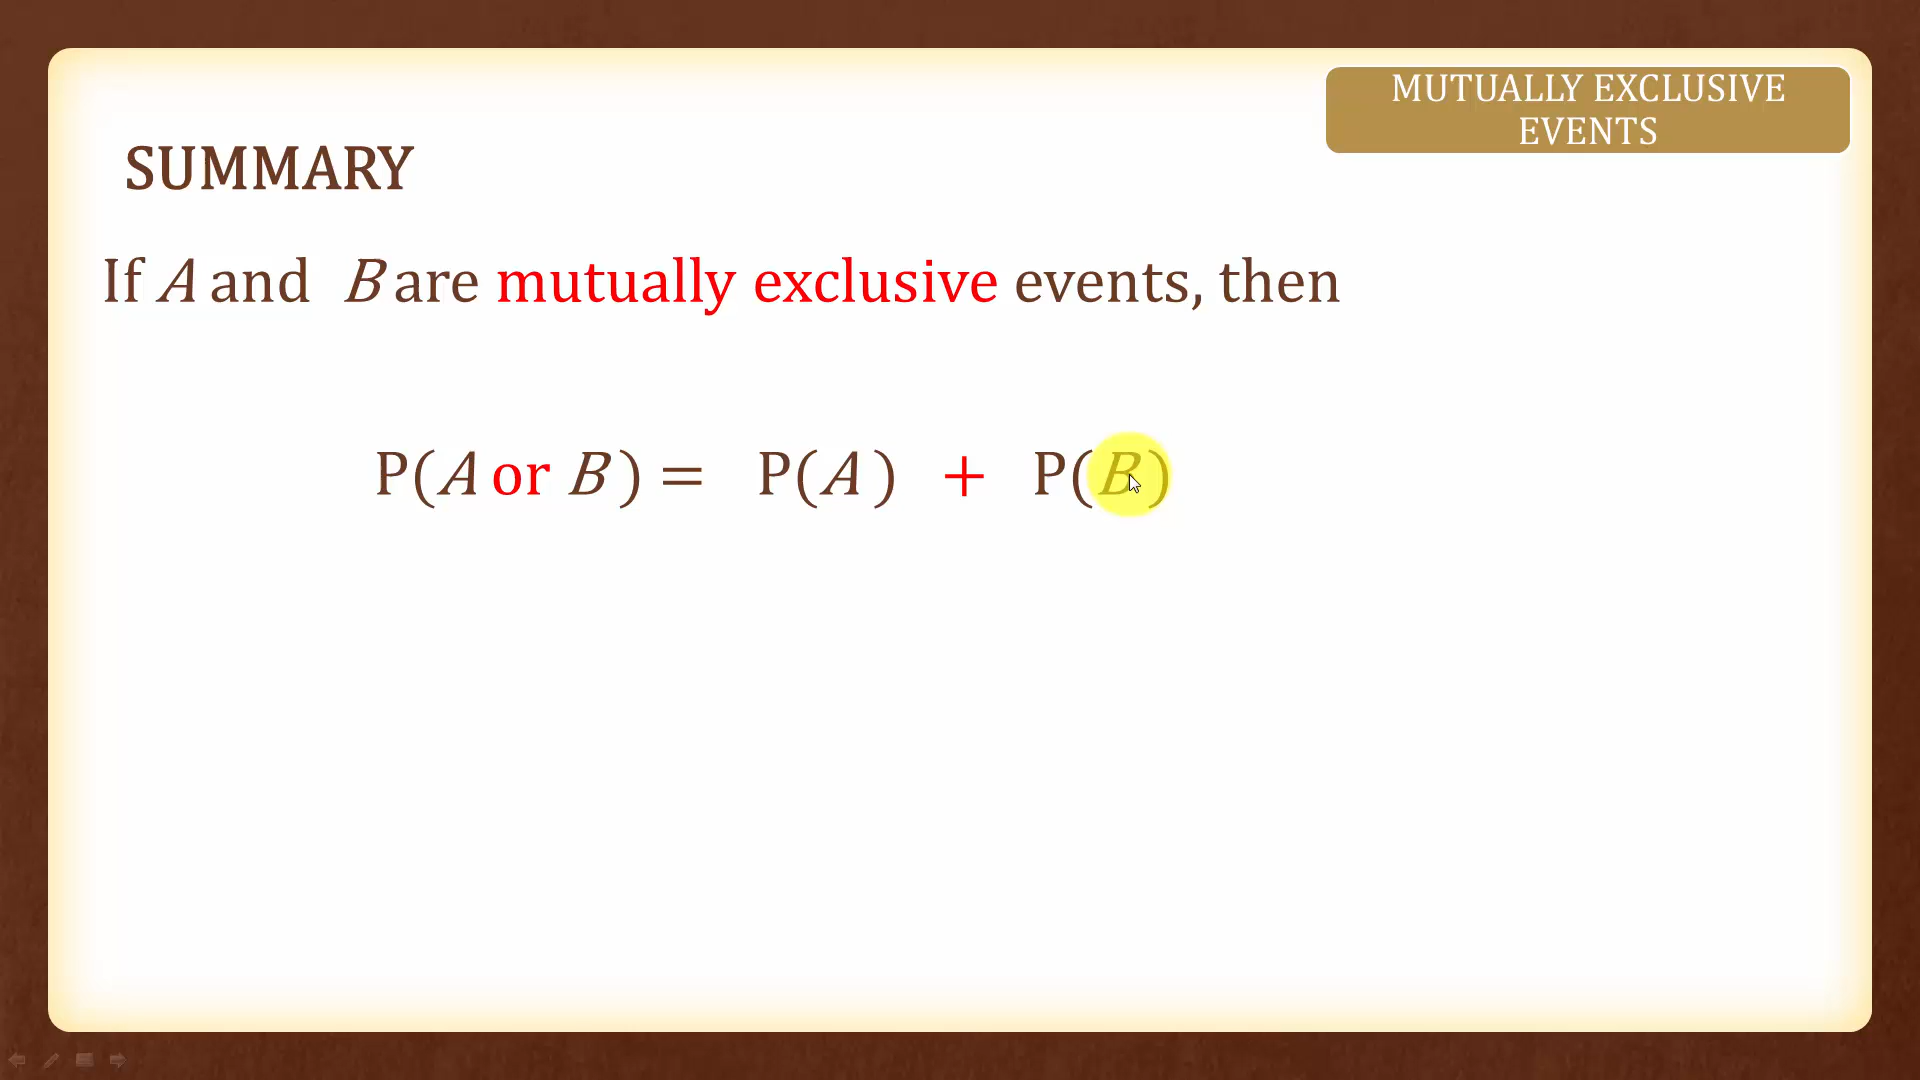 MUTUALLY EXCLUSIVE
EVENTS
SUMMARY
If A and B are mutually exclusive events, then
P(A or B) = P(A) + P(B)